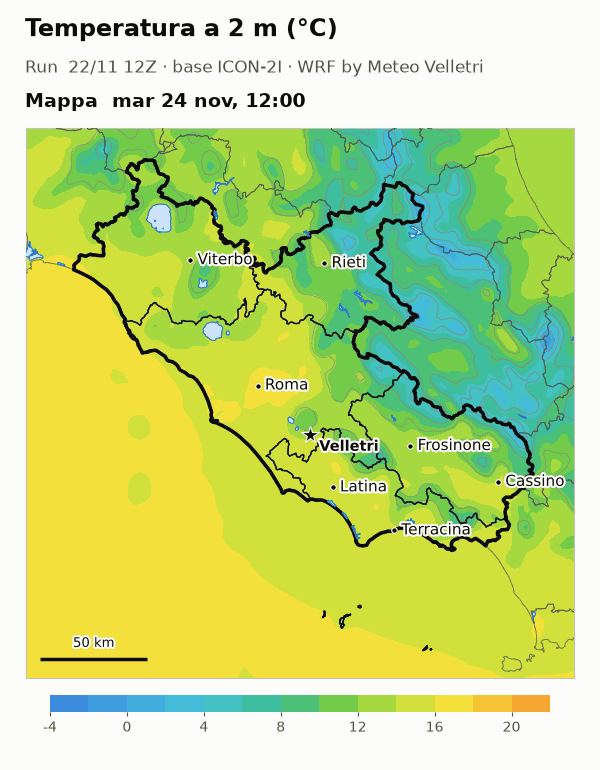 Temperatura a 2 m (°C)
Run  22/11 12Z · base ICON-2I · WRF by Meteo Velletri
Mappa  mar 24 nov, 12:00
Viterbo
Rieti
Roma
Velletri
Frosinone
Cassino
Latina
Terracina
50 km
-4 0 4 8 12 16 20